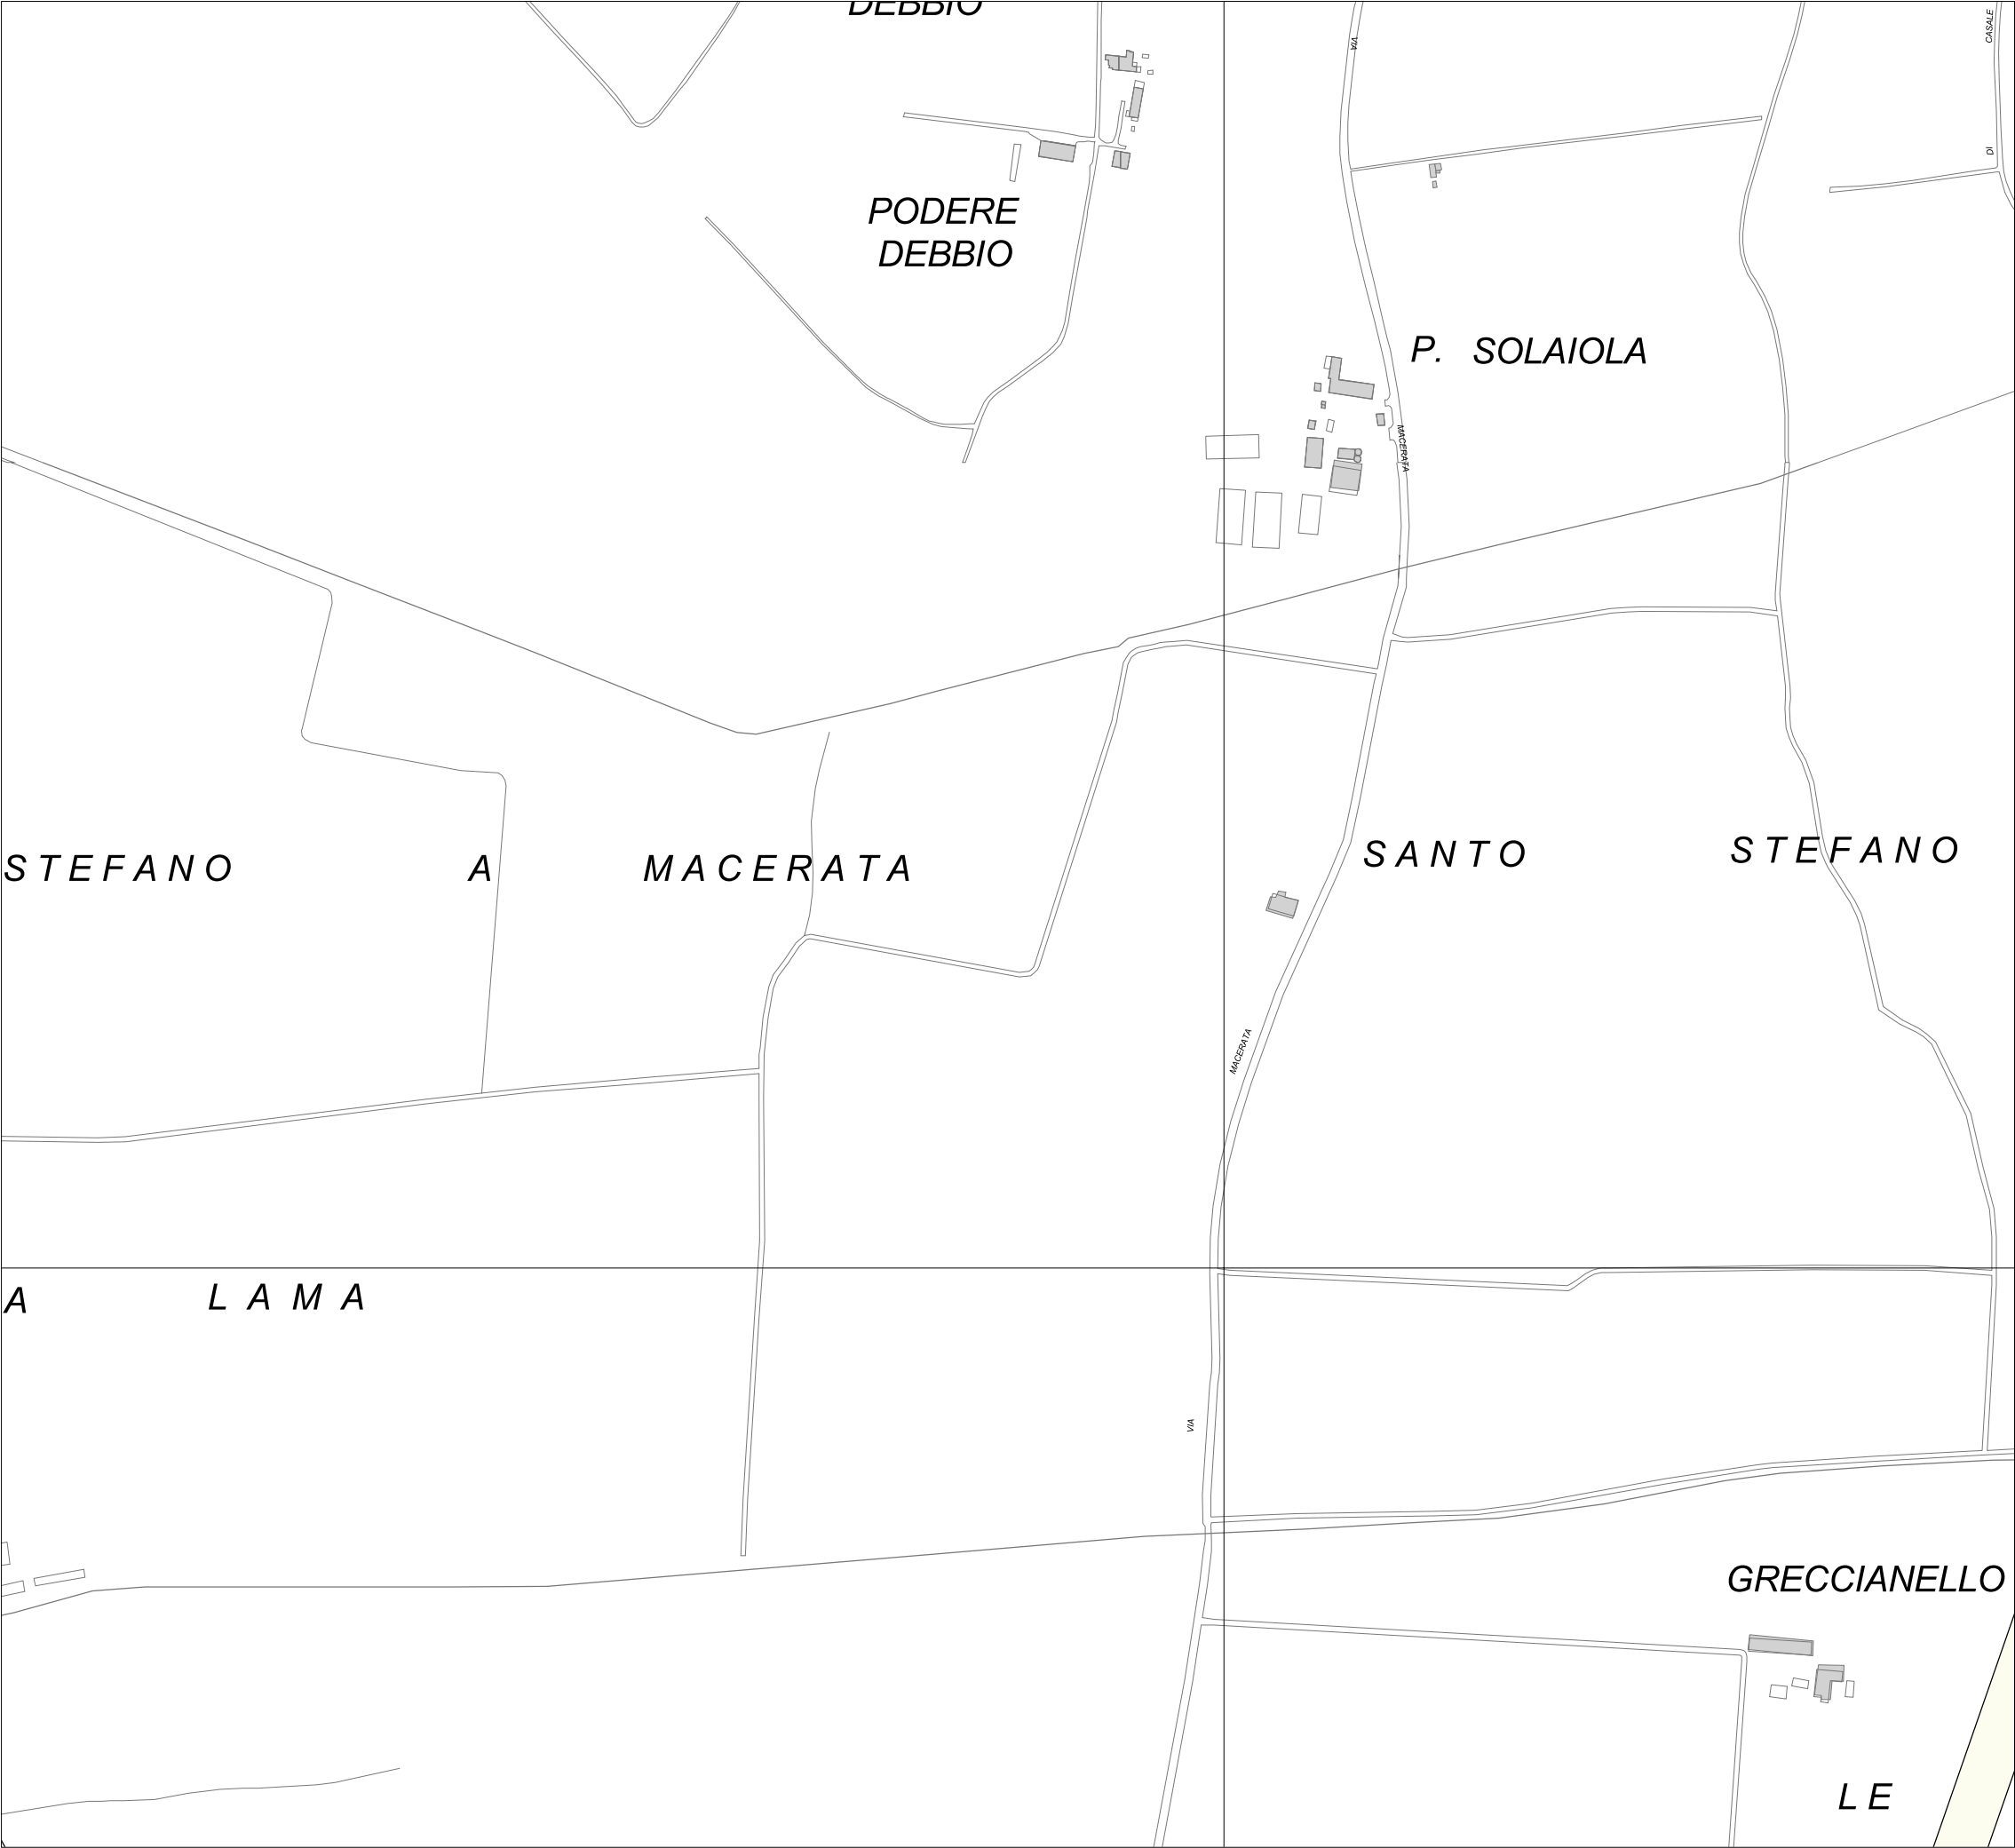 DEBBIO
VIA
CASALE
DI
PODERE
DEBBIO
P. SOLAIOLA
MACERATA
STEFANO A MACERATA
SANTO STEFANO
MACERATA
A LAMA
VIA
GRECCIANELLO
LE